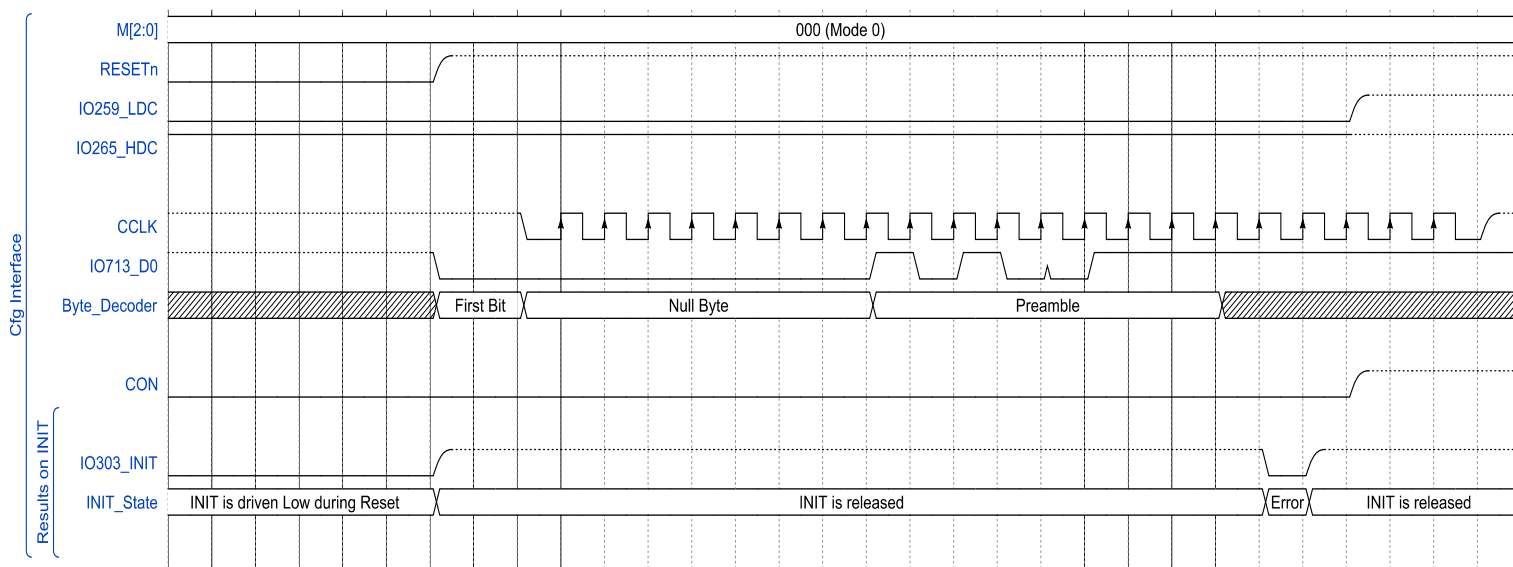 M[2:0]
000 (Mode 0)
RESETn
IO259_LDC
IO265_HDC
CCLK
IO713_D0
Byte_Decoder
First Bit
Null Byte
Preamble
CON
IO303_INIT
INIT_State
INIT is driven Low during Reset
INIT is released
Error
INIT is released
Cfg Interface
Results on INIT